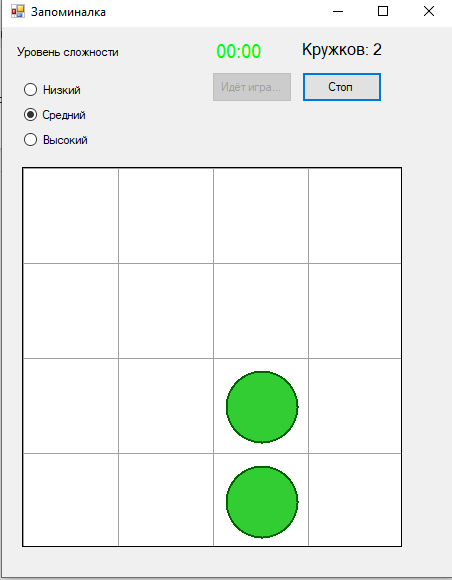 Запоминалка
Уровень сложности
00:00
Кружков: 2
Низкий
Идёт игра...
Стоп
Средний
Высокий